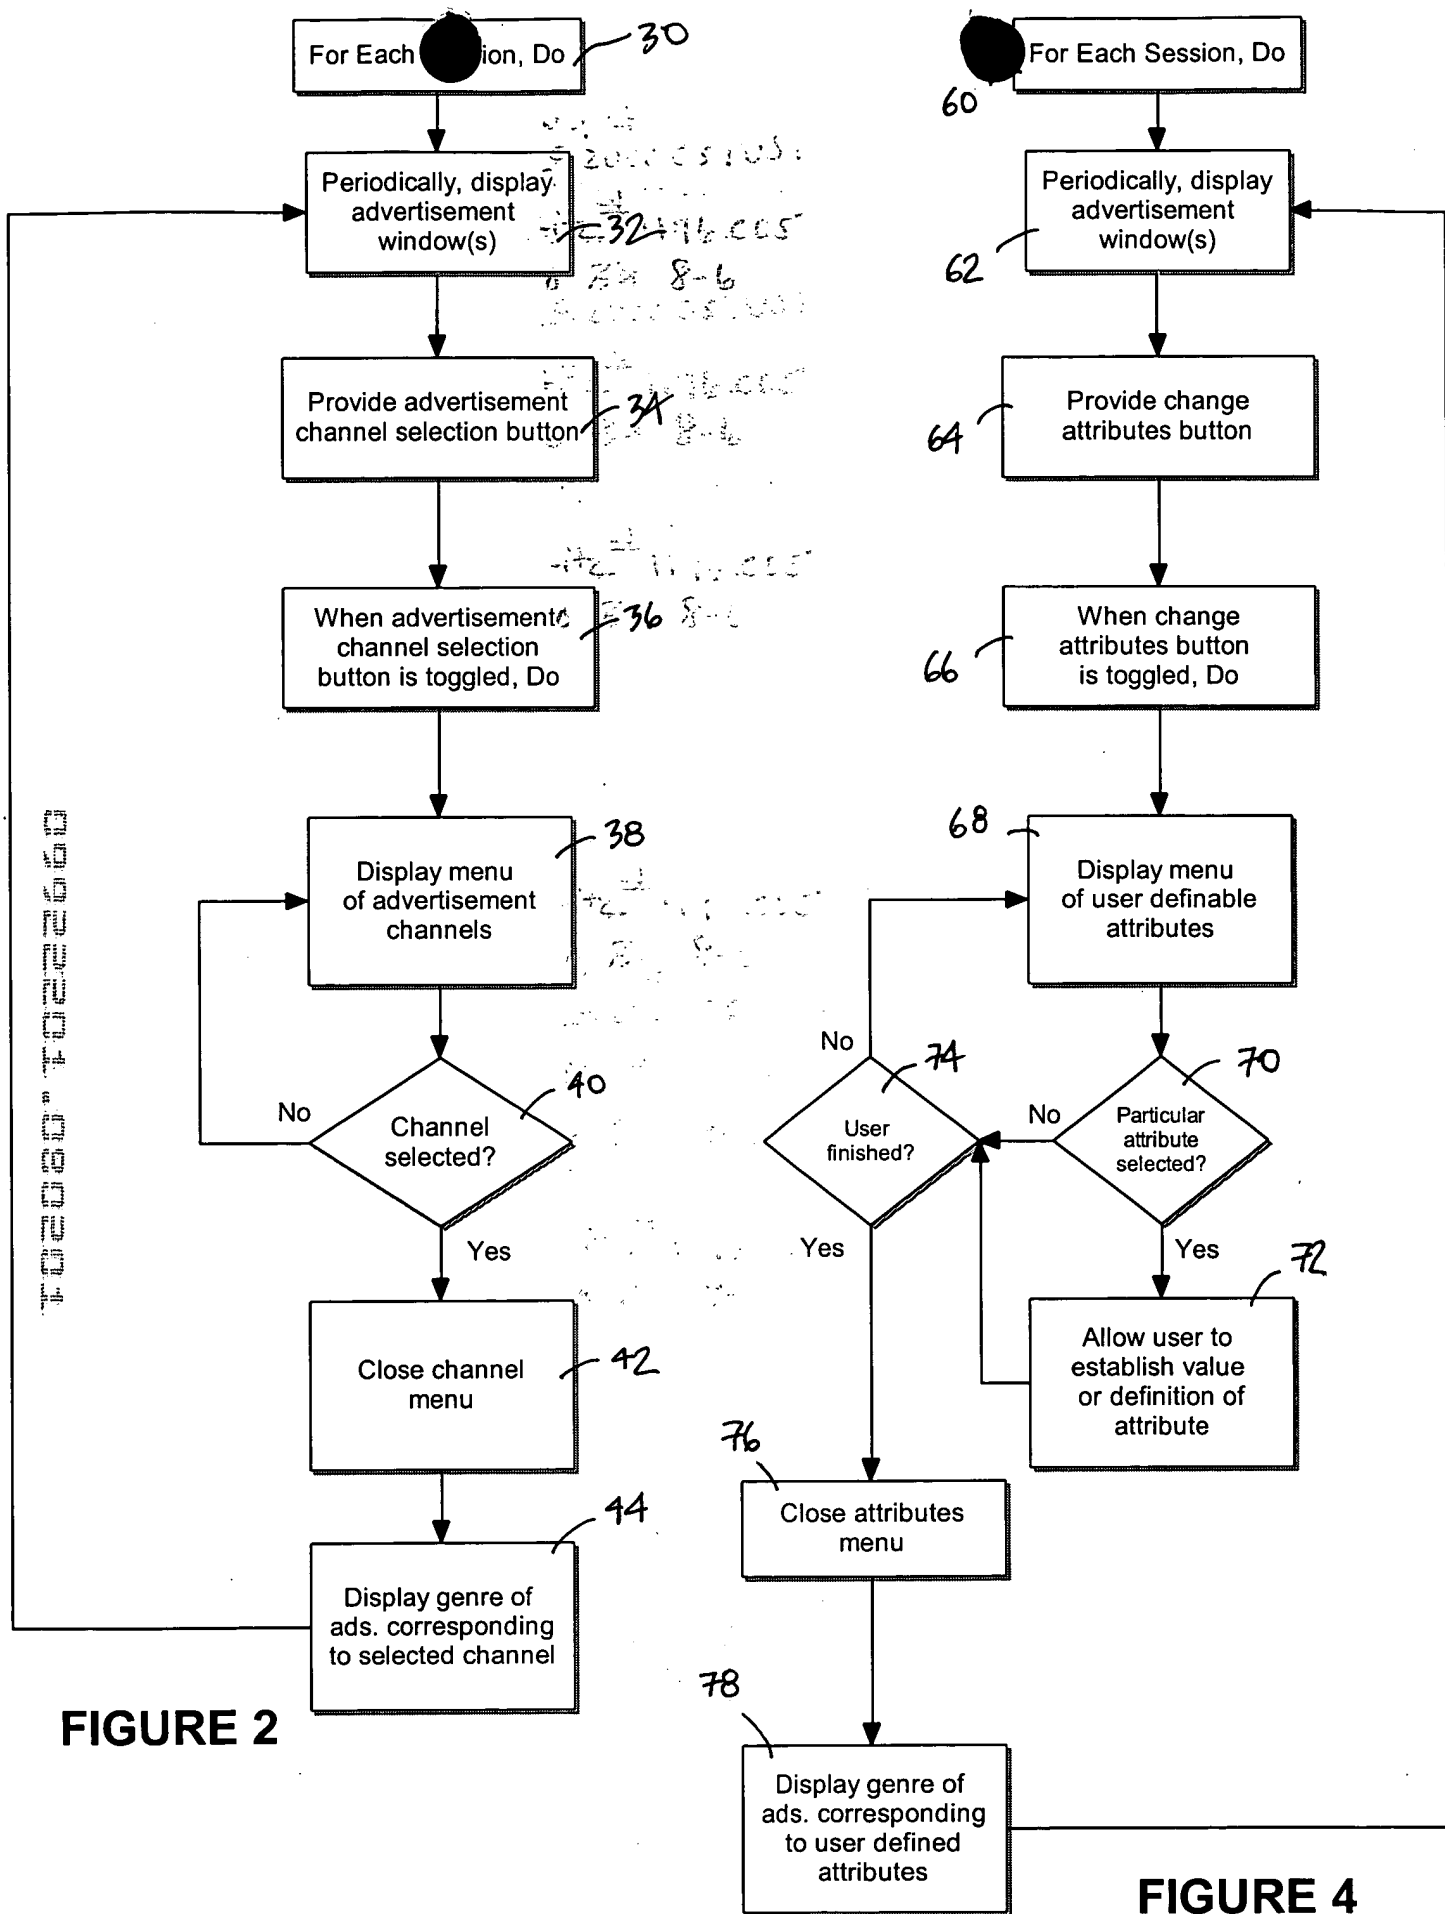 For Each ion, Do
30
Periodically, display
advertisement
window(s)
32
Provide advertisement
channel selection button
34
When advertisement
channel selection
button is toggled, Do
36
Display menu
of advertisement
channels
38
Channel
selected?
40
No
Yes
Close channel
menu
42
Display genre of
ads. corresponding
to selected channel
44
FIGURE 2
For Each Session, Do
60
Periodically, display
advertisement
window(s)
62
Provide change
attributes button
64
When change
attributes button
is toggled, Do
66
Display menu
of user definable
attributes
68
Particular
attribute
selected?
70
No
Yes
Allow user to
establish value
or definition of
attribute
72
User
finished?
74
No
Yes
Close attributes
menu
76
Display genre of
ads. corresponding
to user defined
attributes
78
FIGURE 4
09922201.080201
8-6
8-6